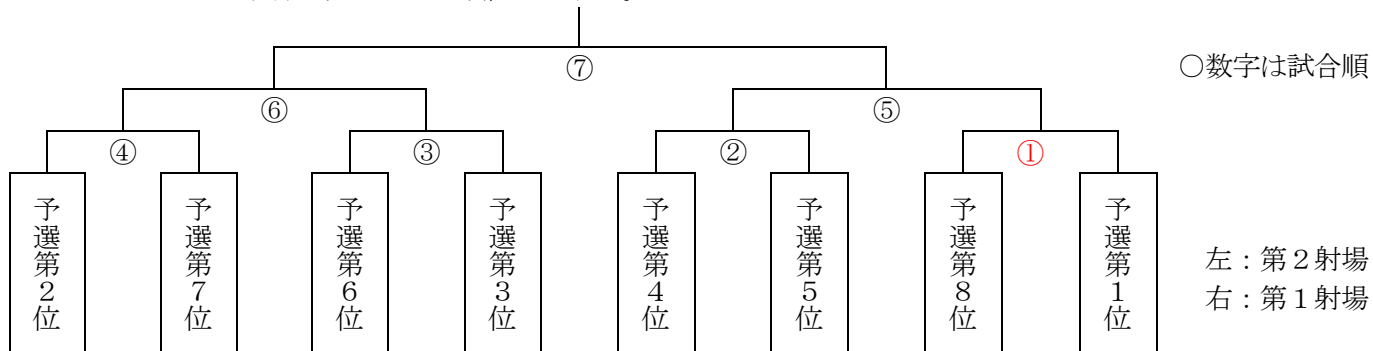 ⑦
○数字は試合順
⑥
⑤
④
③
②
①
予選第2位
予選第7位
予選第6位
予選第3位
予選第4位
予選第5位
予選第8位
予選第1位
左：第2射場
右：第1射場